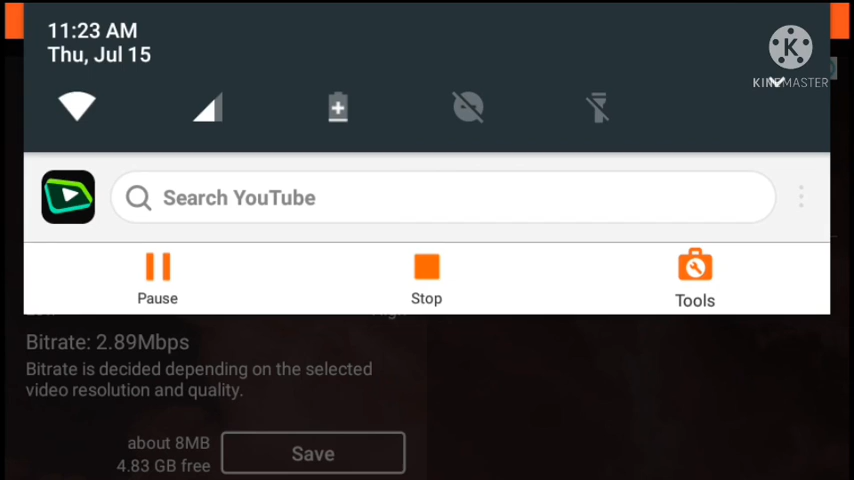 11:23 AM
Thu, Jul 15
K
KINEMASTER
Search YouTube
Pause
Stop
Tools
Bitrate: 2.89Mbps
Bitrate is decided depending on the selected
video resolution and quality.
about 8MB
4.83 GB free
Save